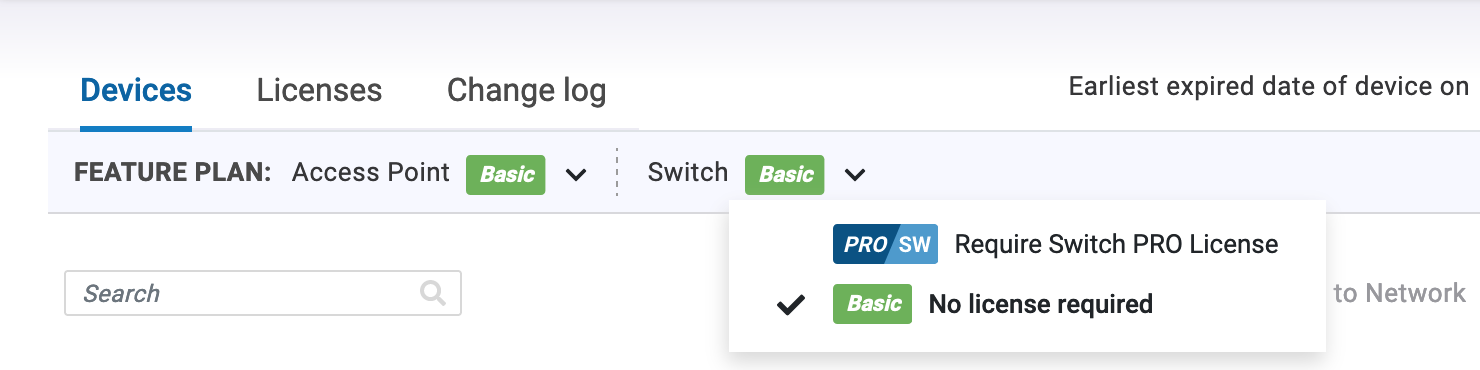 Devices Licenses Change log Earliest expired date of device on
FEATURE PLAN: Access Point Basic Switch Basic
PRO SW Require Switch PRO License
Basic No license required
Search
to Network